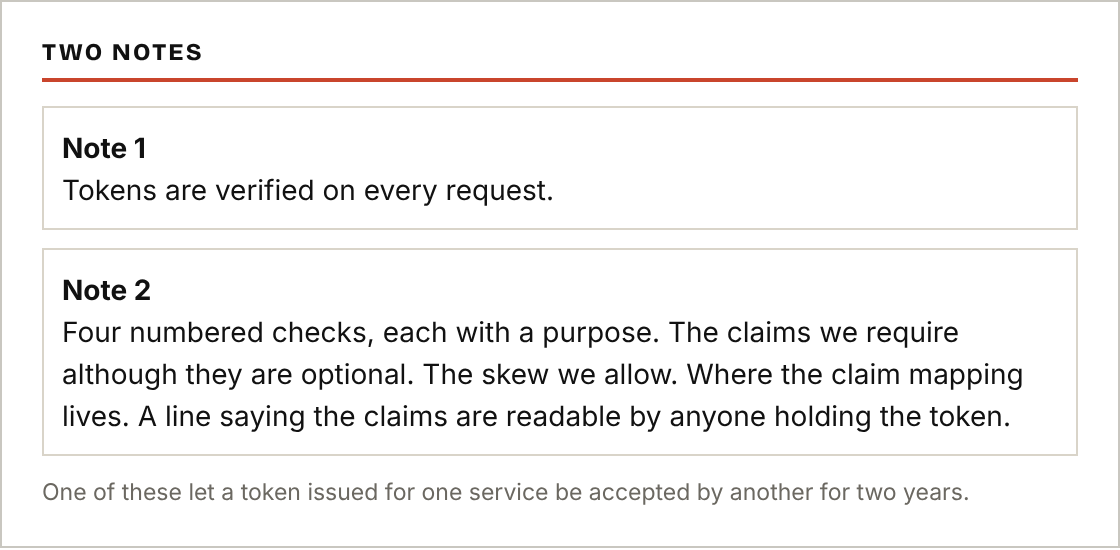 TWO NOTES
Note 1
Tokens are verified on every request.
Note 2
Four numbered checks, each with a purpose. The claims we require
although they are optional. The skew we allow. Where the claim mapping
lives. A line saying the claims are readable by anyone holding the token.
One of these let a token issued for one service be accepted by another for two years.